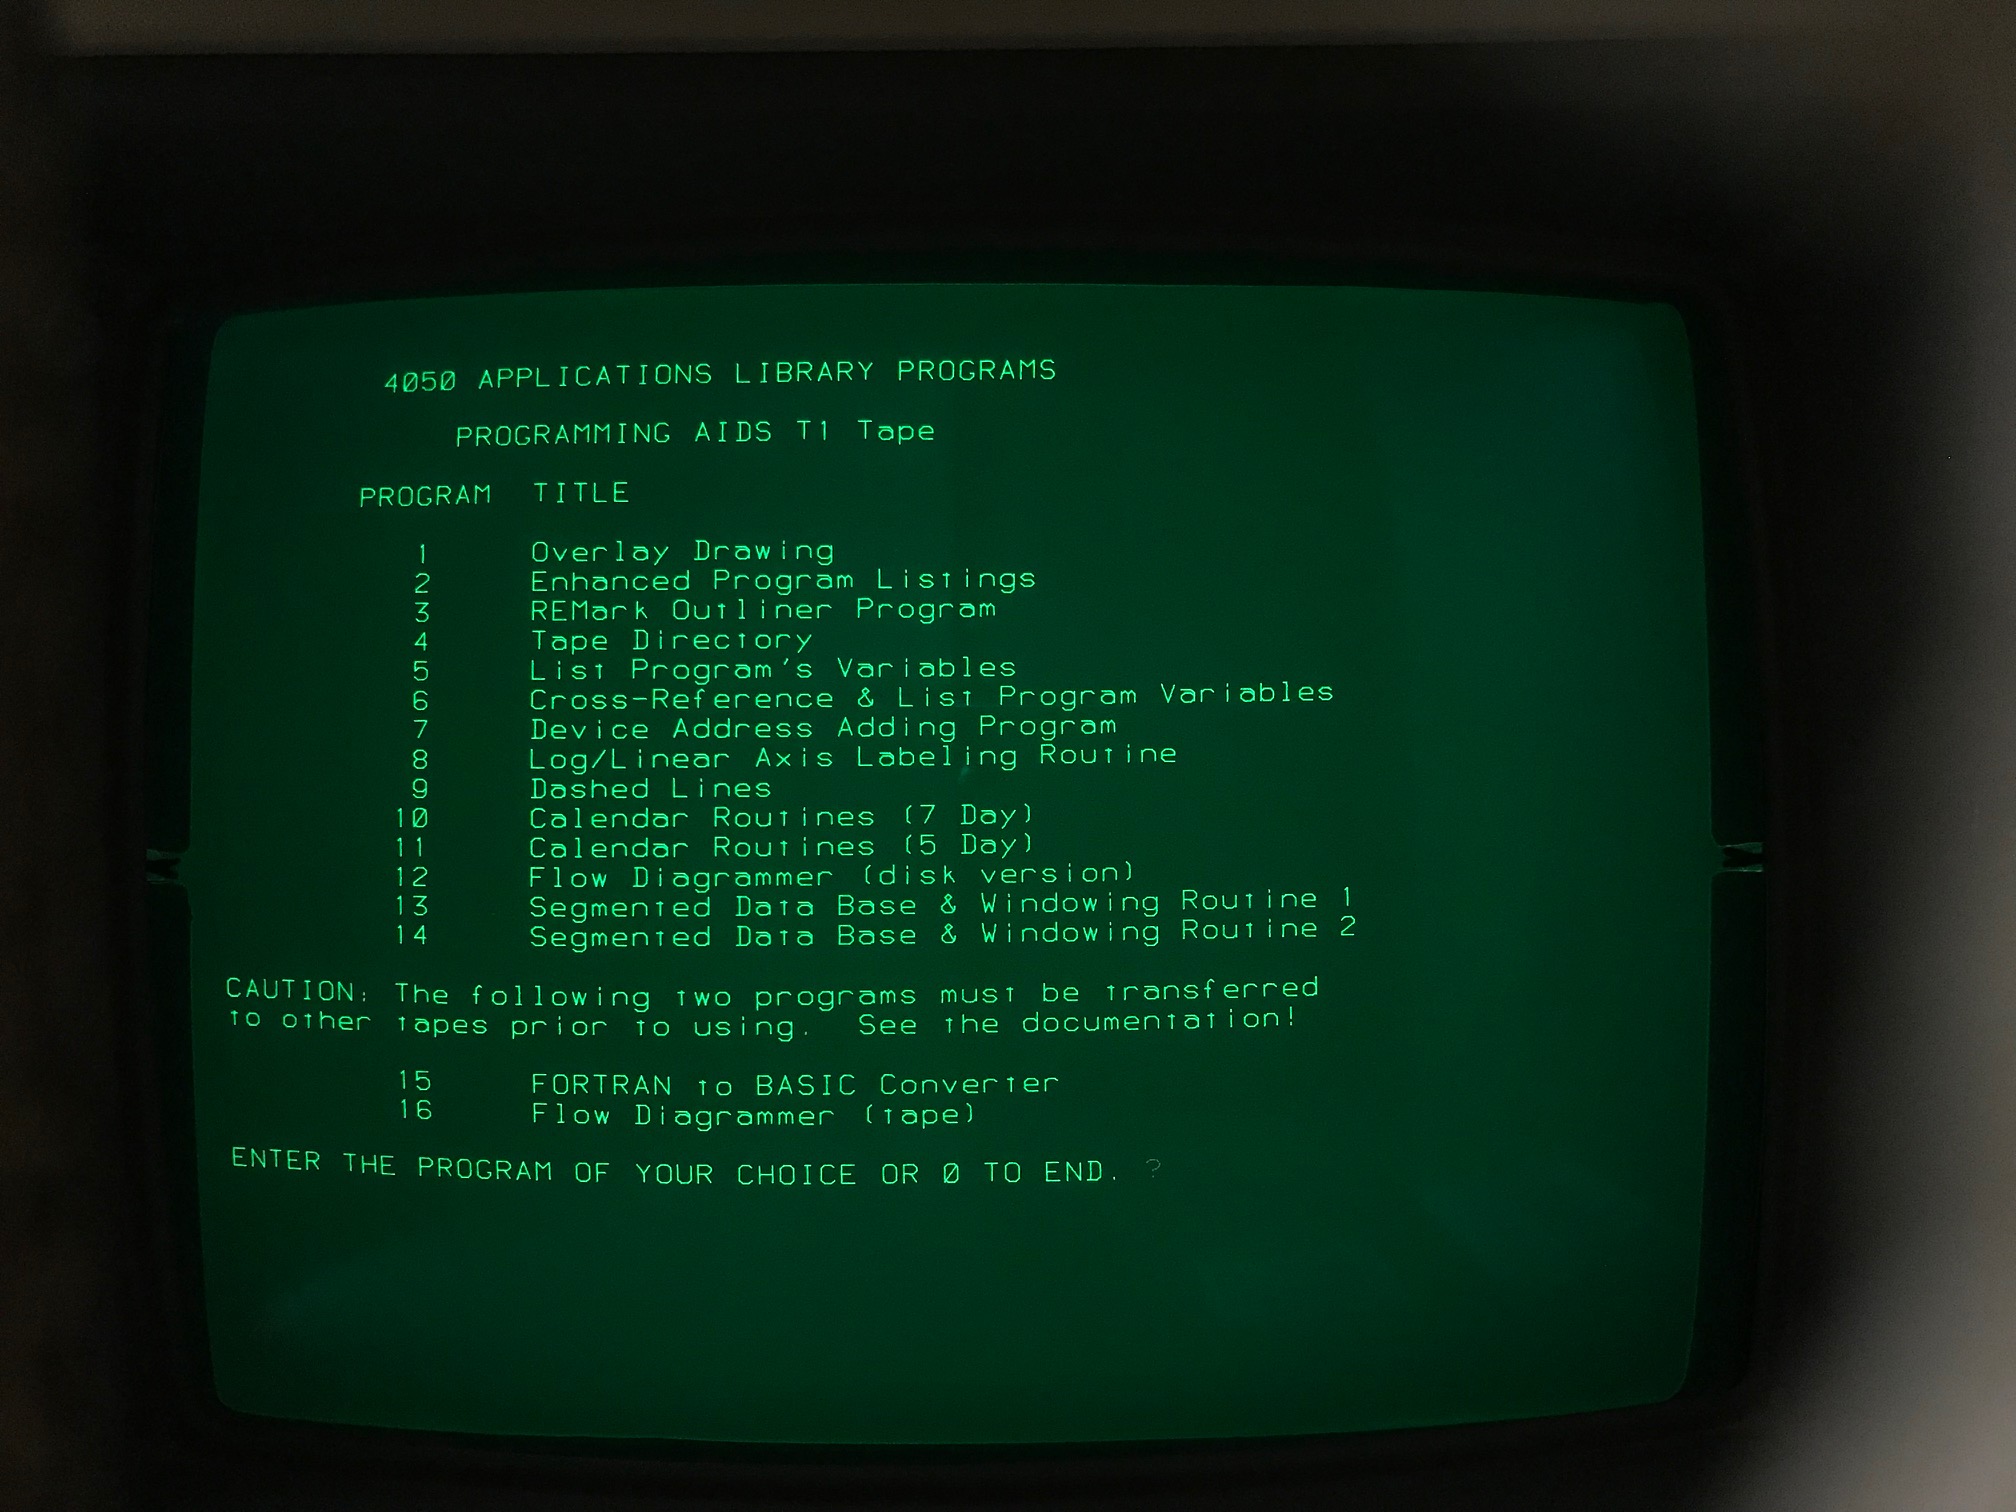 4050 APPLICATIONS LIBRARY PROGRAMS
PROGRAMMING AIDS T1 Tape
PROGRAM TITLE
1 Overlay Drawing
2 Enhanced Program Listings
3 REMark Outliner Program
4 Tape Directory
5 List Program's Variables
6 Cross-Reference & List Program Variables
7 Device Address Adding Program
8 Log/Linear Axis Labeling Routine
9 Dashed Lines
10 Calendar Routines (7 Day)
11 Calendar Routines (5 Day)
12 Flow Diagrammer (disk version)
13 Segmented Data Base & Windowing Routine 1
14 Segmented Data Base & Windowing Routine 2
CAUTION: The following two programs must be transferred
to other tapes prior to using. See the documentation!
15 FORTRAN to BASIC Converter
16 Flow Diagrammer (tape)
ENTER THE PROGRAM OF YOUR CHOICE OR 0 TO END. ?